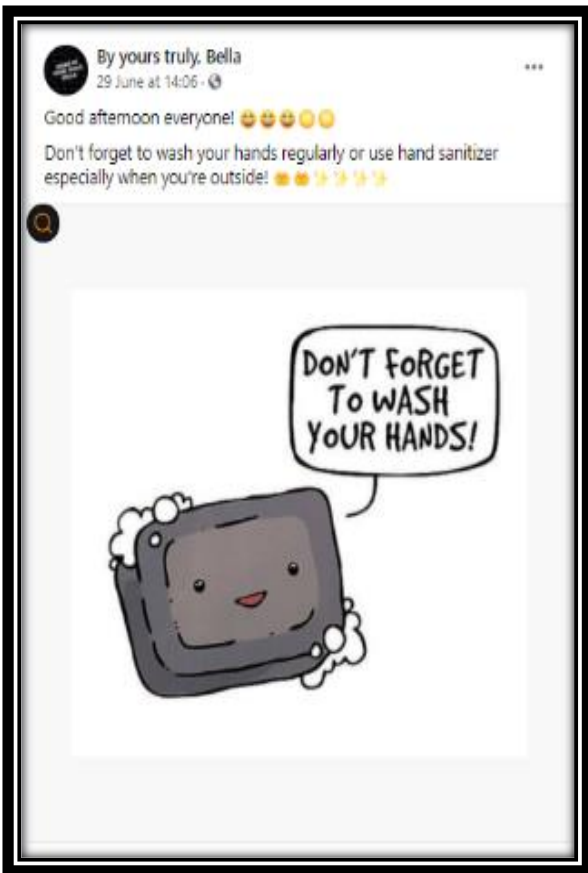 By yours truly, Bella
29 June at 14:06 ·
Good afternoon everyone! 😄😄😄🌕🌕
Don't forget to wash your hands regularly or use hand sanitizer
especially when you're outside! 👐👐✨✨✨✨
DON'T FORGET
TO WASH
YOUR HANDS!